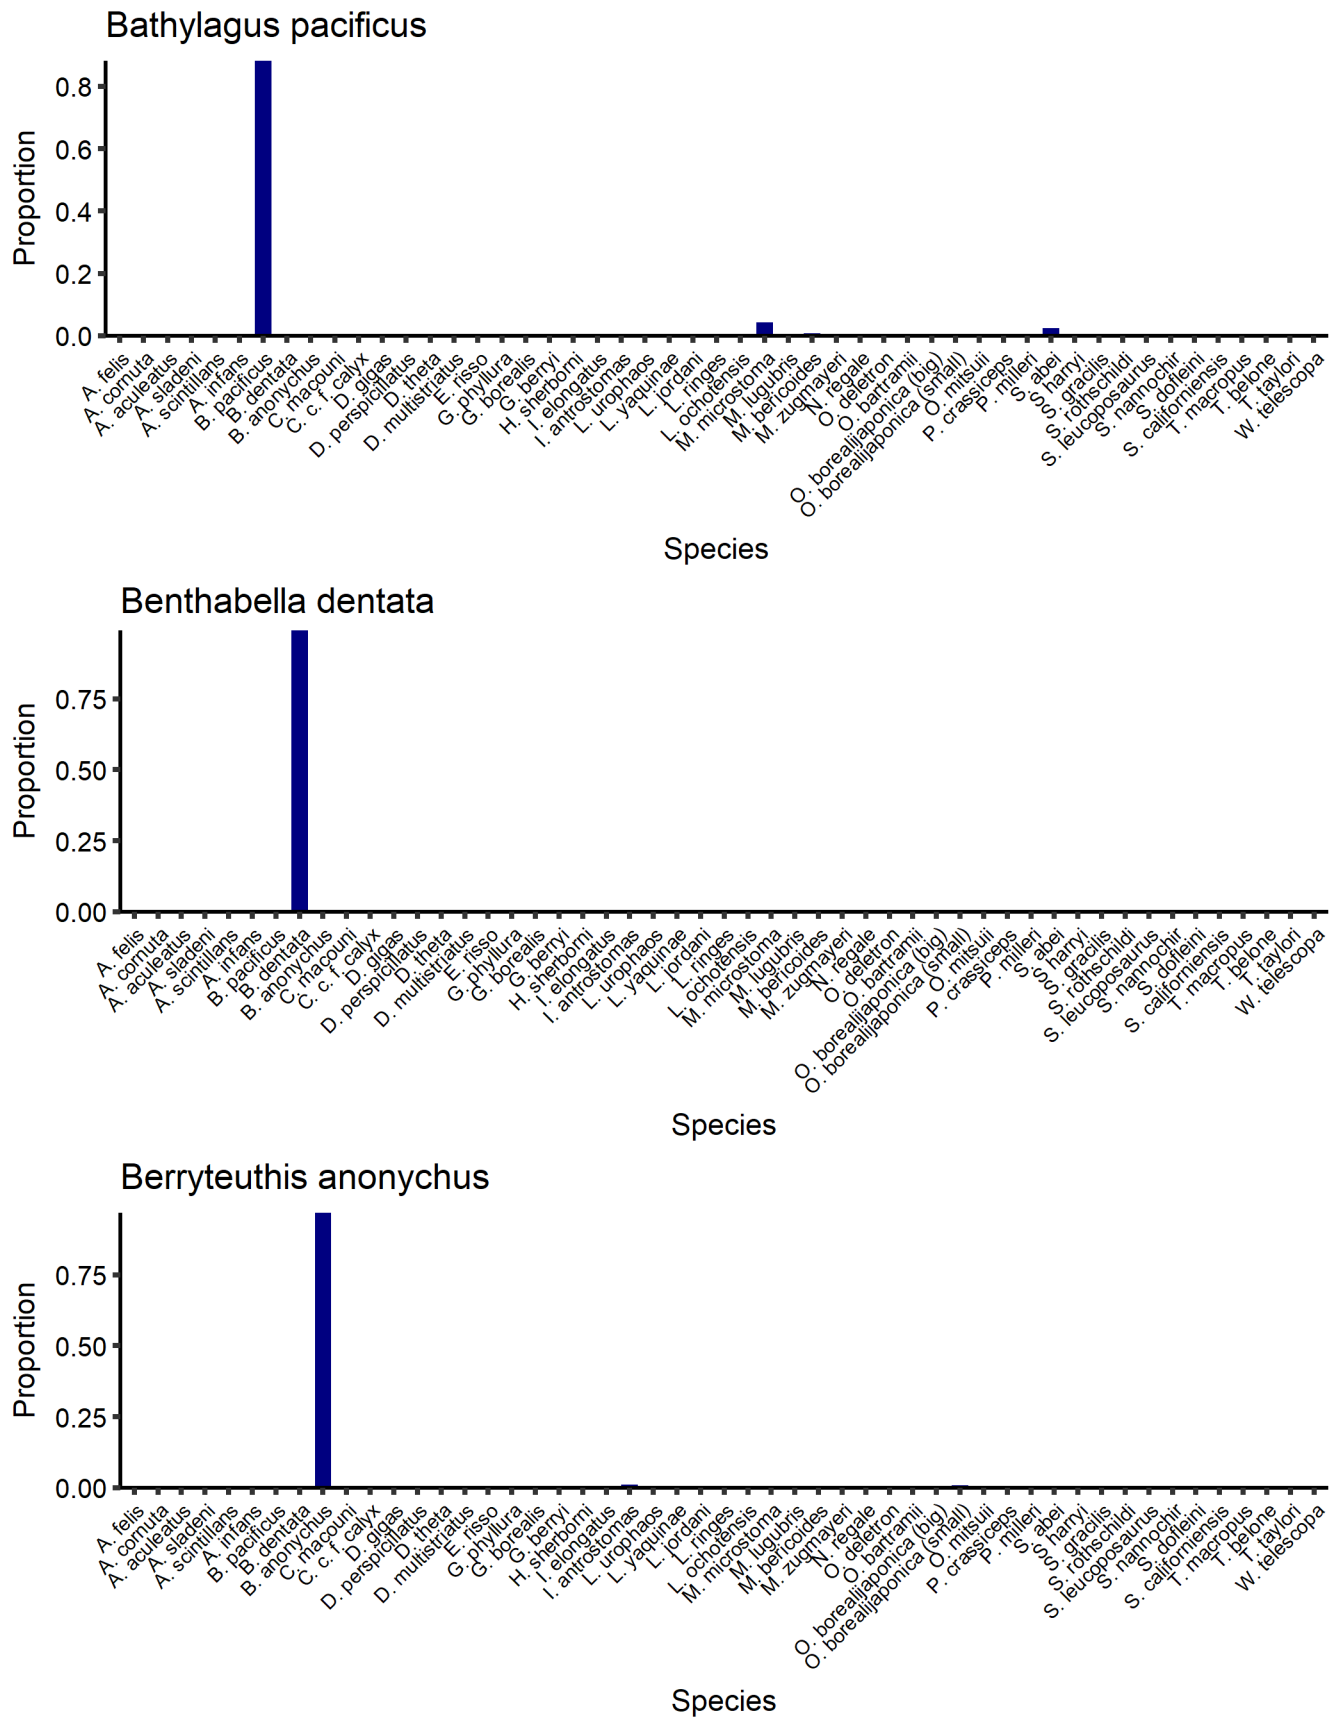 Bathylagus pacificus
Proportion
0.8
0.6
0.4
0.2
0.0
A. felis
A. cornuta
A. aculeatus
A. sladeni
A. scintillans
A. infans
B. pacificus
B. dentata
B. anonychus
C. macouni
C. c. f calyx
D. gigas
D. perspicillatus
D. theta
D. multistriatus
E. risso
G. phyllura
G. borealis
G. berryi
H. sherborni
I. elongatus
I. antrostomas
L. urophaos
L. yaquinae
L. jordani
L. ringes
L. ochotensis
M. microstoma
M. lugubris
M. bericoides
M. zugmayeri
N. regale
O. deletron
O. bartramii
O. borealijaponica (big)
O. borealijaponica (small)
O. mitsuii
P. crassiceps
P. milleri
S. abei
S. harryi
S. gracilis
S. rothschildi
S. leucoposaurus
S. nannochir
S. dofleini
S. californiensis
T. macropus
T. belone
T. taylori
W. telescopa
Species
Benthabella dentata
Proportion
0.75
0.50
0.25
0.00
A. felis
A. cornuta
A. aculeatus
A. sladeni
A. scintillans
A. infans
B. pacificus
B. dentata
B. anonychus
C. macouni
C. c. f calyx
D. gigas
D. perspicillatus
D. theta
D. multistriatus
E. risso
G. phyllura
G. borealis
G. berryi
H. sherborni
I. elongatus
I. antrostomas
L. urophaos
L. yaquinae
L. jordani
L. ringes
L. ochotensis
M. microstoma
M. lugubris
M. bericoides
M. zugmayeri
N. regale
O. deletron
O. bartramii
O. borealijaponica (big)
O. borealijaponica (small)
O. mitsuii
P. crassiceps
P. milleri
S. abei
S. harryi
S. gracilis
S. rothschildi
S. leucoposaurus
S. nannochir
S. dofleini
S. californiensis
T. macropus
T. belone
T. taylori
W. telescopa
Species
Berryteuthis anonychus
Proportion
0.75
0.50
0.25
0.00
A. felis
A. cornuta
A. aculeatus
A. sladeni
A. scintillans
A. infans
B. pacificus
B. dentata
B. anonychus
C. macouni
C. c. f calyx
D. gigas
D. perspicillatus
D. theta
D. multistriatus
E. risso
G. phyllura
G. borealis
G. berryi
H. sherborni
I. elongatus
I. antrostomas
L. urophaos
L. yaquinae
L. jordani
L. ringes
L. ochotensis
M. microstoma
M. lugubris
M. bericoides
M. zugmayeri
N. regale
O. deletron
O. bartramii
O. borealijaponica (big)
O. borealijaponica (small)
O. mitsuii
P. crassiceps
P. milleri
S. abei
S. harryi
S. gracilis
S. rothschildi
S. leucoposaurus
S. nannochir
S. dofleini
S. californiensis
T. macropus
T. belone
T. taylori
W. telescopa
Species